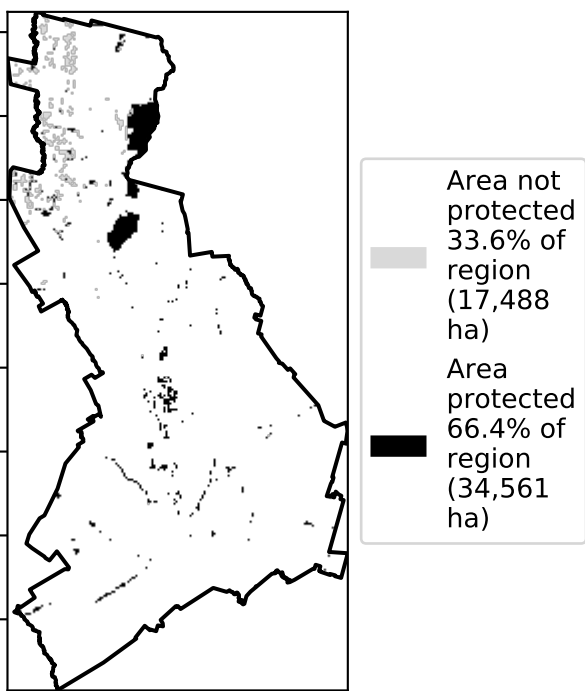 Area not
protected
33.6% of
region
(17,488
ha)
Area
protected
66.4% of
region
(34,561
ha)